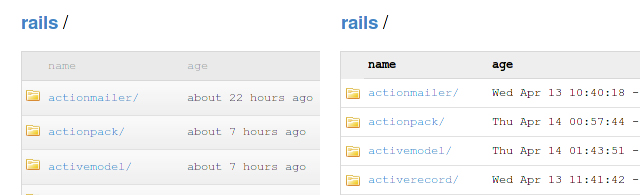 rails /
name age
actionmailer/ about 22 hours ago
actionpack/ about 7 hours ago
activemodel/ about 7 hours ago
rails /
name age
actionmailer/ Wed Apr 13 10:40:18 -
actionpack/ Thu Apr 14 00:57:44 -
activemodel/ Thu Apr 14 01:43:51 -
activerecord/ Wed Apr 13 11:41:42 -